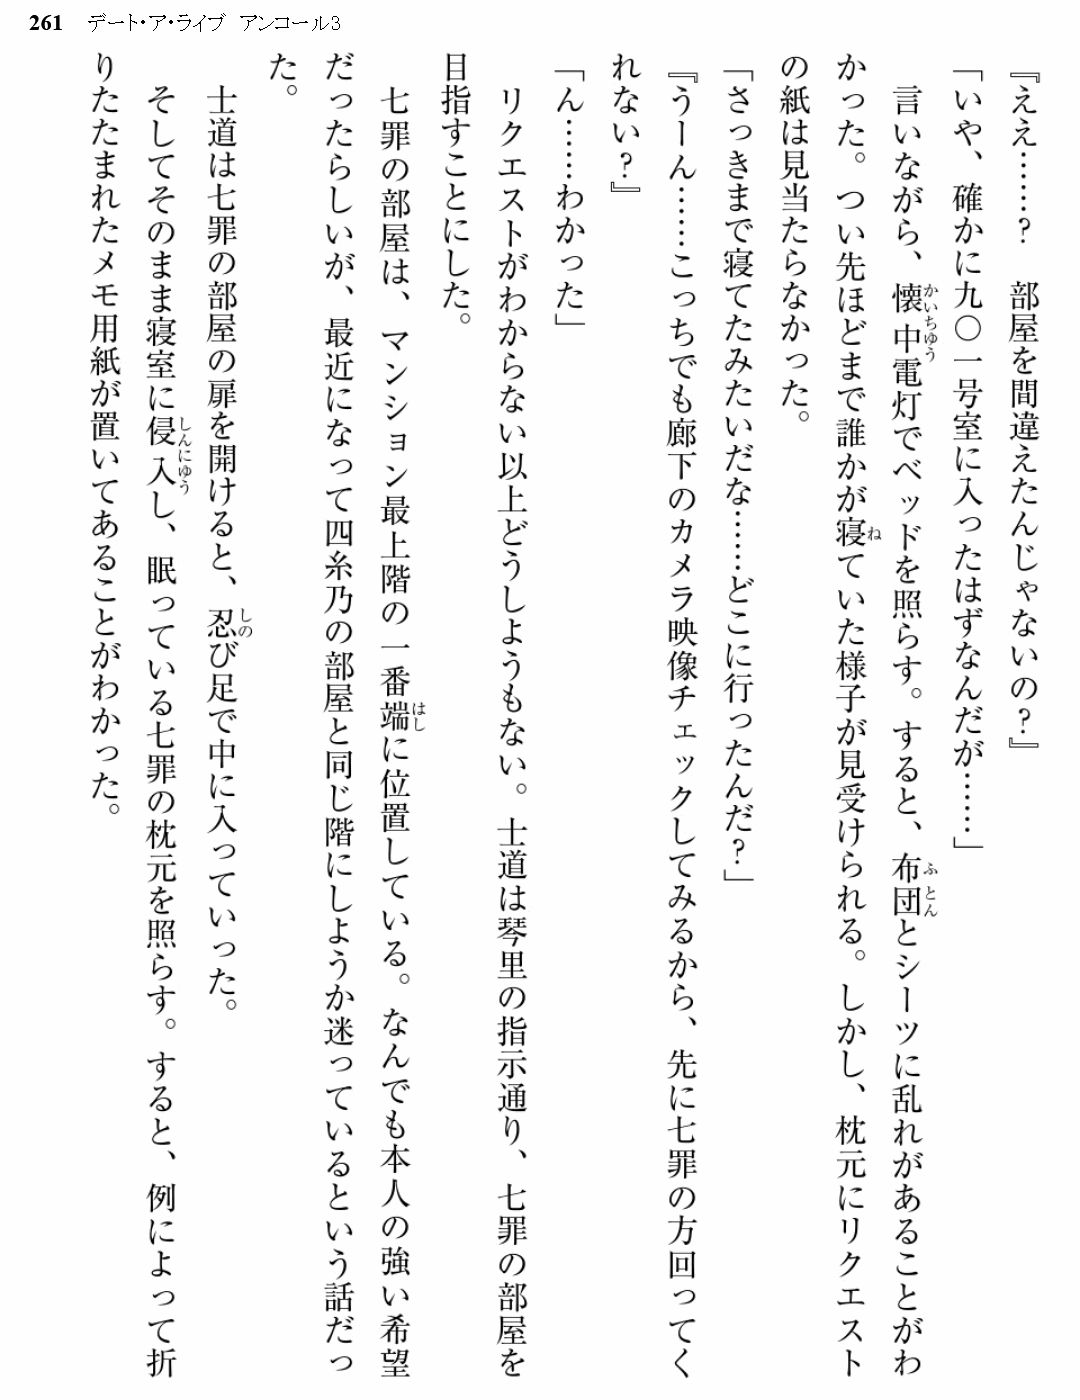 261 デート・ア・ライブ アンコール3
『ええ……？　部屋を間違えたんじゃないの？』
「いや、確かに九〇一号室に入ったはずなんだが……」
　言いながら、懐中電灯でベッドを照らす。すると、布団とシーツに乱れがあることがわ
かった。つい先ほどまで誰かが寝ていた様子が見受けられる。しかし、枕元にリクエスト
の紙は見当たらなかった。
「さっきまで寝てたみたいだな……どこに行ったんだ？」
『うーん……こっちでも廊下のカメラ映像チェックしてみるから、先に七罪の方回ってく
れない？』
「ん……わかった」
　リクエストがわからない以上どうしようもない。士道は琴里の指示通り、七罪の部屋を
目指すことにした。
　七罪の部屋は、マンション最上階の一番端に位置している。なんでも本人の強い希望
だったらしいが、最近になって四糸乃の部屋と同じ階にしようか迷っているという話だっ
た。
　士道は七罪の部屋の扉を開けると、忍び足で中に入っていった。
　そしてそのまま寝室に侵入し、眠っている七罪の枕元を照らす。すると、例によって折
りたたまれたメモ用紙が置いてあることがわかった。